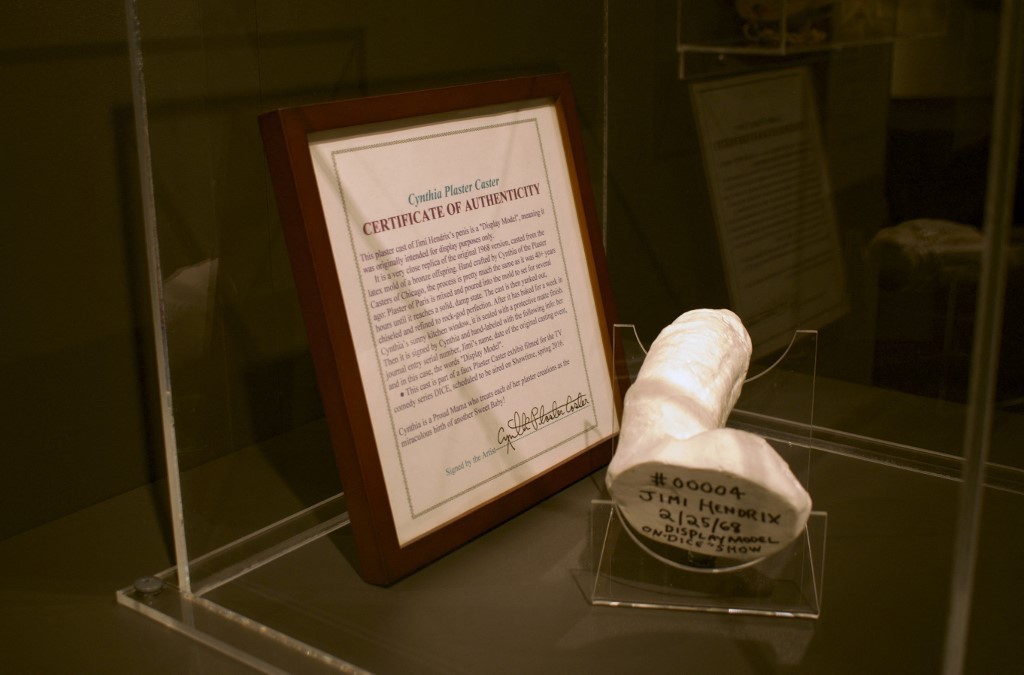 Cynthia Plaster Caster
CERTIFICATE OF AUTHENTICITY
This plaster cast of Jimi Hendrix's penis is a "Display Model", meaning it
was originally intended for display purposes only.
It is a very close replica of the original 1968 version, casted from the
latex mold of a bronze offspring. Hand crafted by Cynthia of the Plaster
Casters of Chicago, the process is pretty much the same as it was 40+ years
ago: Plaster of Paris is mixed and poured into the mold to set for several
hours until it reaches a solid, damp state. The cast is then yanked out,
chiseled and refined to rock-god perfection. After it has baked for a week in
Cynthia's sunny kitchen window, it is sealed with a protective matte finish.
Then it is signed by Cynthia and hand-labeled with the following info: her
journal entry serial number, Jimi's name, date of the original casting event,
and in this case, the words "Display Model".
● This cast is part of a faux Plaster Caster exhibit filmed for the TV
comedy series DICE, scheduled to be aired on Showtime, spring 2016.
Cynthia is a Proud Mama who treats each of her plaster creations as the
miraculous birth of another Sweet Baby!
Signed by the Artist Cynthia P Caster
#00004
JIMI HENDRIX
2/25/68
DISPLAY MODEL
ON "DICE" SHOW